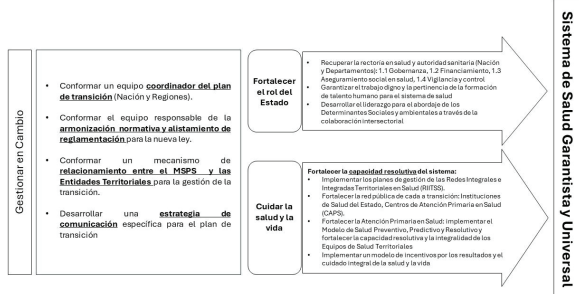 Gestionar en Cambio
• Conformar un equipo coordinador del plan
de transición (Nación y Regiones).
• Conformar el equipo responsable de la
armonización normativa y alistamiento de
reglamentación para la nueva ley.
• Conformar un mecanismo de
relacionamiento entre el MSPS y las
Entidades Territoriales para la gestión de la
transición.
• Desarrollar una estrategia de
comunicación específica para el plan de
transición
Fortalecer
el rol del
Estado
• Recuperar la rectoría en salud y autoridad sanitaria (Nación
y Departamentos): 1.1 Gobernanza, 1.2 Financiamiento, 1.3
Aseguramiento social en salud, 1.4 Vigilancia y control
• Garantizar el trabajo digno y la pertinencia de la formación
de talento humano para el sistema de salud
• Desarrollar el liderazgo para el abordaje de los
Determinantes Sociales y ambientales a través de la
colaboración intersectorial
Cuidar la
salud y la
vida
Fortaleoer la capacidad resolutiva del sistema:
• Implementar los planes de gestión de las Redes Integrales e
Integradas Territoriales en Salud (RIITSS).
• Fortalecer la red pública de cada a transición: Instituciones
de Salud del Estado, Centros de Atención Primaria en Salud
(CAPS).
• Fortalecer la Atención Primaria en Salud: implementar el
Modelo de Salud Preventivo, Predictivo y Resolutivo y
fortalecer la capacidad resolutiva y la integralidad de los
Equipos de Salud Territoriales
• Implementar un modelo de incentivos por los resultados y el
cuidado integral de la salud y la vida
Sistema de Salud Garantista y Universal